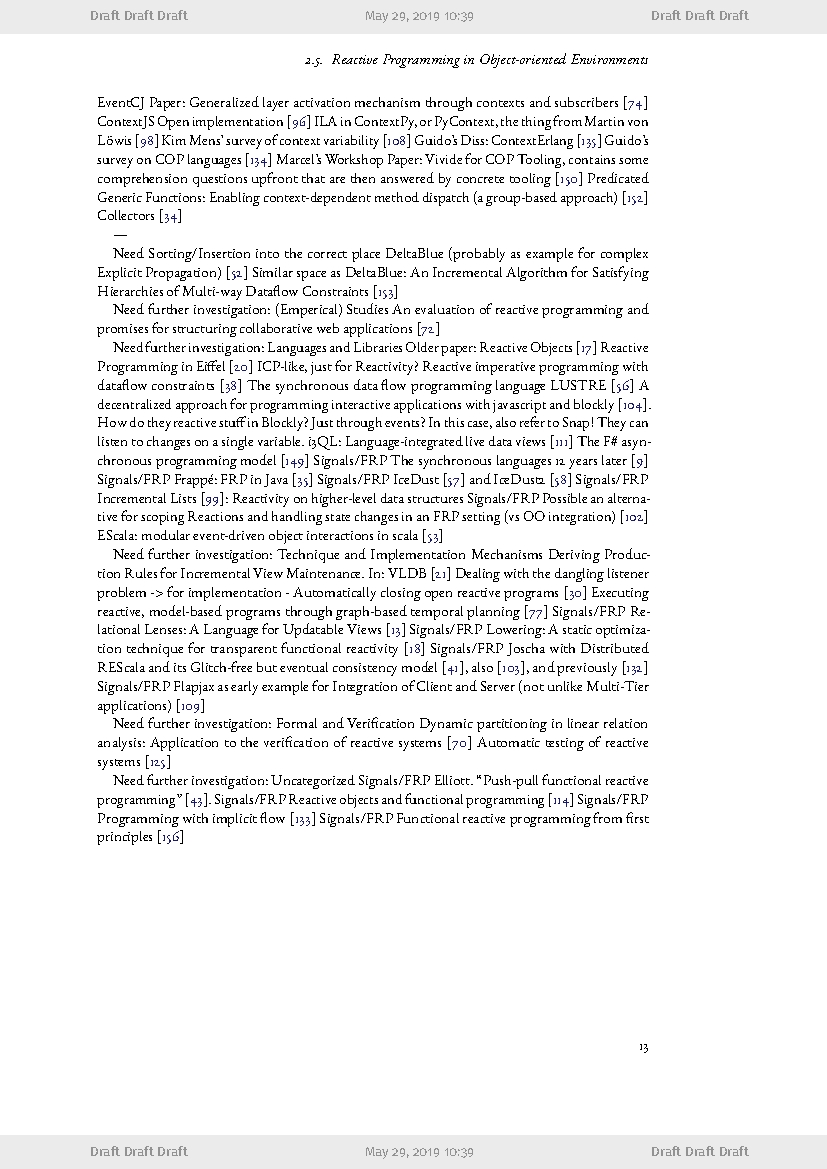 Draft Draft Draft May 29, 2019 10:39 Draft Draft Draft
2.5. Reactive Programming in Object-oriented Environments
EventCJ Paper: Generalized layer activation mechanism through contexts and subscribers [74]
ContextJS Open implementation [96] ILA in ContextPy, or PyContext, the thing from Martin von
Löwis [98] Kim Mens' survey of context variability [108] Guido's Diss: ContextErlang [135] Guido's
survey on COP languages [134] Marcel's Workshop Paper: Vivide for COP Tooling, contains some
comprehension questions upfront that are then answered by concrete tooling [150] Predicated
Generic Functions: Enabling context-dependent method dispatch (a group-based approach) [152]
Collectors [34]
—
Need Sorting/Insertion into the correct place DeltaBlue (probably as example for complex
Explicit Propagation) [52] Similar space as DeltaBlue: An Incremental Algorithm for Satisfying
Hierarchies of Multi-way Dataflow Constraints [153]
Need further investigation: (Emperical) Studies An evaluation of reactive programming and
promises for structuring collaborative web applications [72]
Need further investigation: Languages and Libraries Older paper: Reactive Objects [17] Reactive
Programming in Eiffel [20] ICP-like, just for Reactivity? Reactive imperative programming with
dataflow constraints [38] The synchronous data flow programming language LUSTRE [56] A
decentralized approach for programming interactive applications with javascript and blockly [104].
How do they reactive stuff in Blockly? Just through events? In this case, also refer to Snap! They can
listen to changes on a single variable. i3QL: Language-integrated live data views [111] The F# asyn-
chronous programming model [149] Signals/FRP The synchronous languages 12 years later [9]
Signals/FRP Frappé: FRP in Java [35] Signals/FRP IceDust [57] and IceDust2 [58] Signals/FRP
Incremental Lists [99]: Reactivity on higher-level data structures Signals/FRP Possible an alterna-
tive for scoping Reactions and handling state changes in an FRP setting (vs OO integration) [102]
EScala: modular event-driven object interactions in scala [53]
Need further investigation: Technique and Implementation Mechanisms Deriving Produc-
tion Rules for Incremental View Maintenance. In: VLDB [21] Dealing with the dangling listener
problem -> for implementation - Automatically closing open reactive programs [30] Executing
reactive, model-based programs through graph-based temporal planning [77] Signals/FRP Re-
lational Lenses: A Language for Updatable Views [13] Signals/FRP Lowering: A static optimiza-
tion technique for transparent functional reactivity [18] Signals/FRP Joscha with Distributed
REScala and its Glitch-free but eventual consistency model [41], also [103], and previously [132]
Signals/FRP Flapjax as early example for Integration of Client and Server (not unlike Multi-Tier
applications) [109]
Need further investigation: Formal and Verification Dynamic partitioning in linear relation
analysis: Application to the verification of reactive systems [70] Automatic testing of reactive
systems [125]
Need further investigation: Uncategorized Signals/FRP Elliott. “Push-pull functional reactive
programming” [43]. Signals/FRP Reactive objects and functional programming [114] Signals/FRP
Programming with implicit flow [133] Signals/FRP Functional reactive programming from first
principles [156]
13
Draft Draft Draft May 29, 2019 10:39 Draft Draft Draft